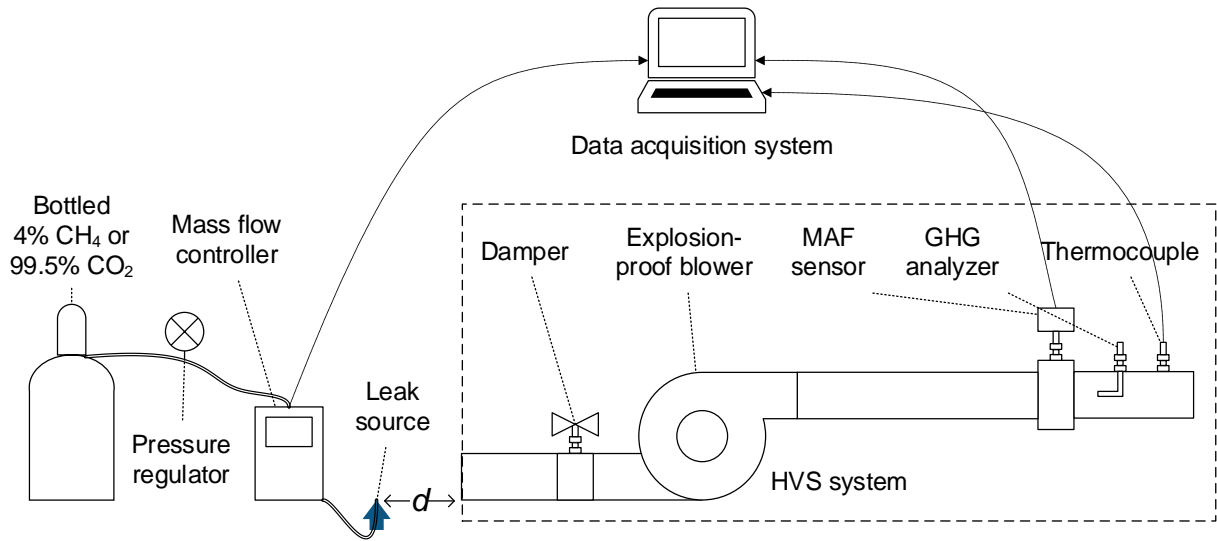 Data acquisition system
Bottled
4% CH₄ or
99.5% CO₂
Mass flow
controller
Pressure
regulator
Leak
source
d
Damper
Explosion-
proof blower
MAF
sensor
GHG
analyzer
Thermocouple
HVS system